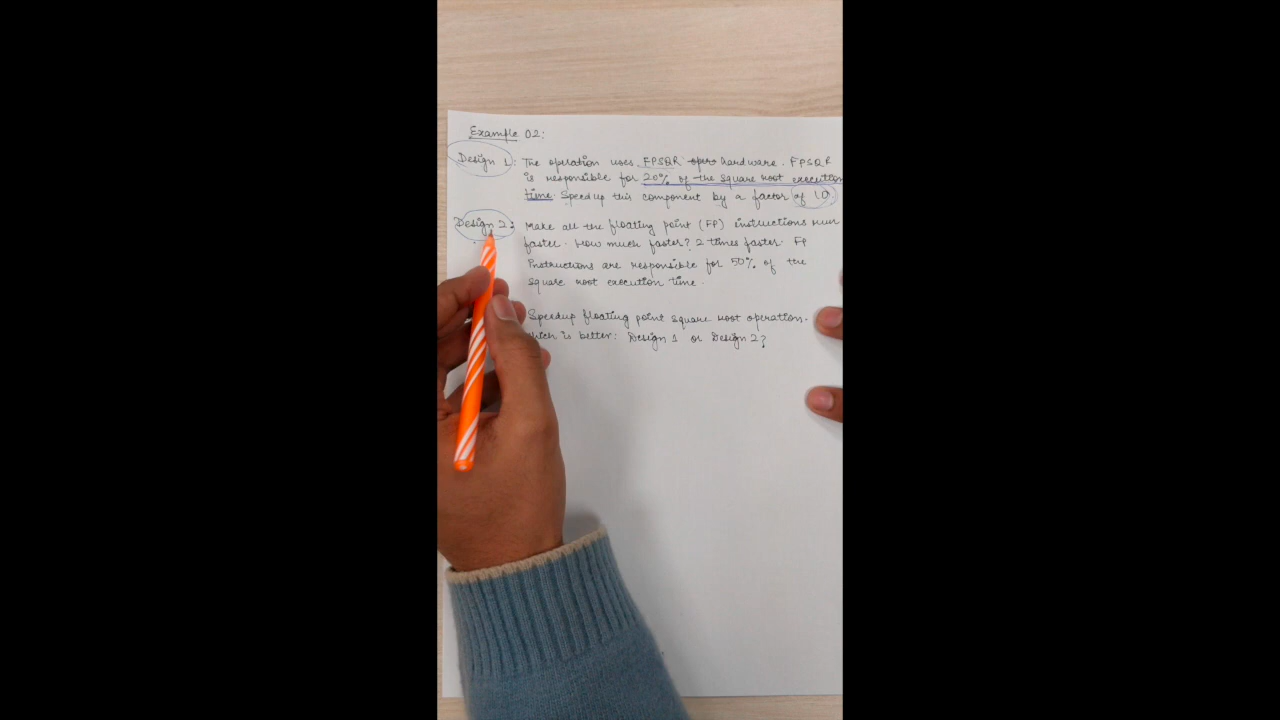 Example 02:
Design 1: The operation uses FPSQR oper hardware. FPSQR
is responsible for 20% of the square root execution
time. Speedup this component by a factor of 10
Design 2: Make all the floating point (FP) instructions run
faster. How much faster? 2 times faster. FP
Instructions are responsible for 50% of the
square root execution time.
Speedup floating point square root operation.
which is better: Design 1 or Design 2?